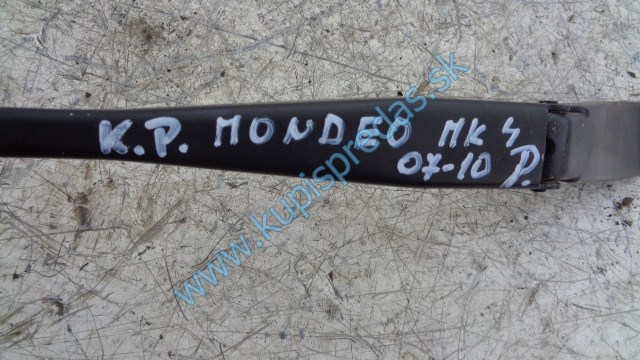 K.P. MONDEO MK4
07-10 P.
www.kupispredas.sk